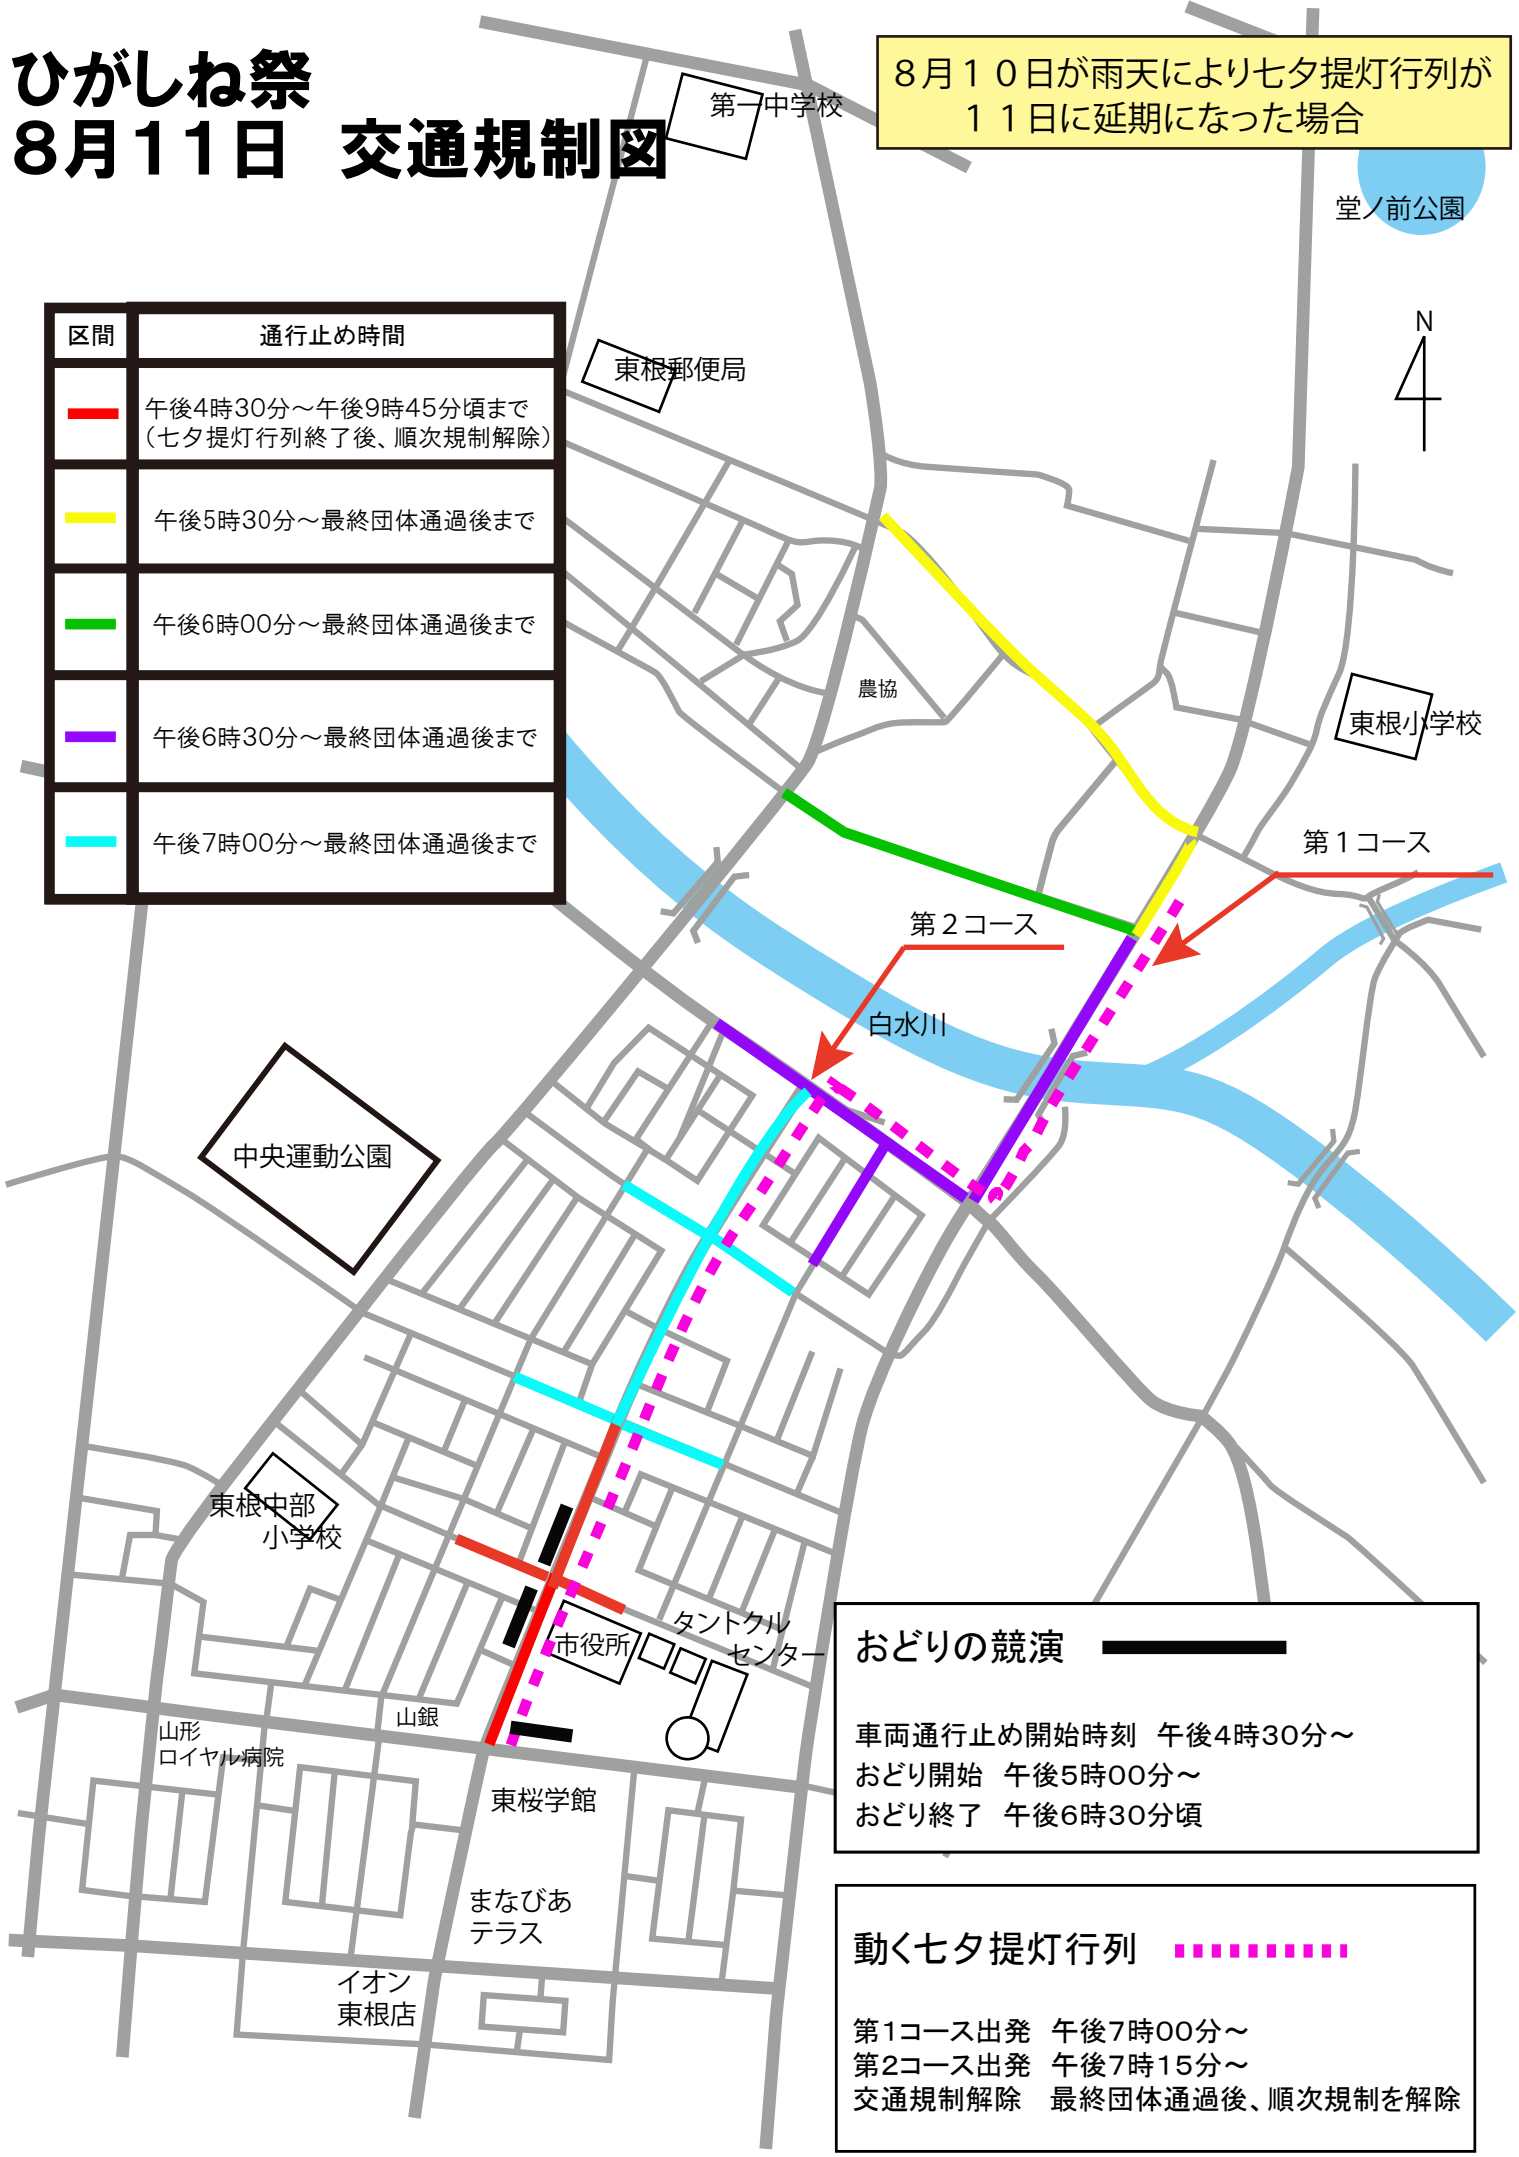 ひがしね祭
8月11日　交通規制図
８月１０日が雨天により七夕提灯行列が
１１日に延期になった場合
第一中学校
堂ノ前公園
N
区間
通行止め時間
午後4時30分～午後9時45分頃まで
（七夕提灯行列終了後、順次規制解除）
午後5時30分～最終団体通過後まで
午後6時00分～最終団体通過後まで
午後6時30分～最終団体通過後まで
午後7時00分～最終団体通過後まで
東根郵便局
農協
東根小学校
第１コース
第２コース
白水川
中央運動公園
東根中部
小学校
市役所
タントクル
センター
山銀
山形
ロイヤル病院
東桜学館
まなびあ
テラス
イオン
東根店
おどりの競演
車両通行止め開始時刻　午後4時30分～
おどり開始　午後5時00分～
おどり終了　午後6時30分頃
動く七夕提灯行列
第1コース出発　午後7時00分～
第2コース出発　午後7時15分～
交通規制解除　最終団体通過後、順次規制を解除